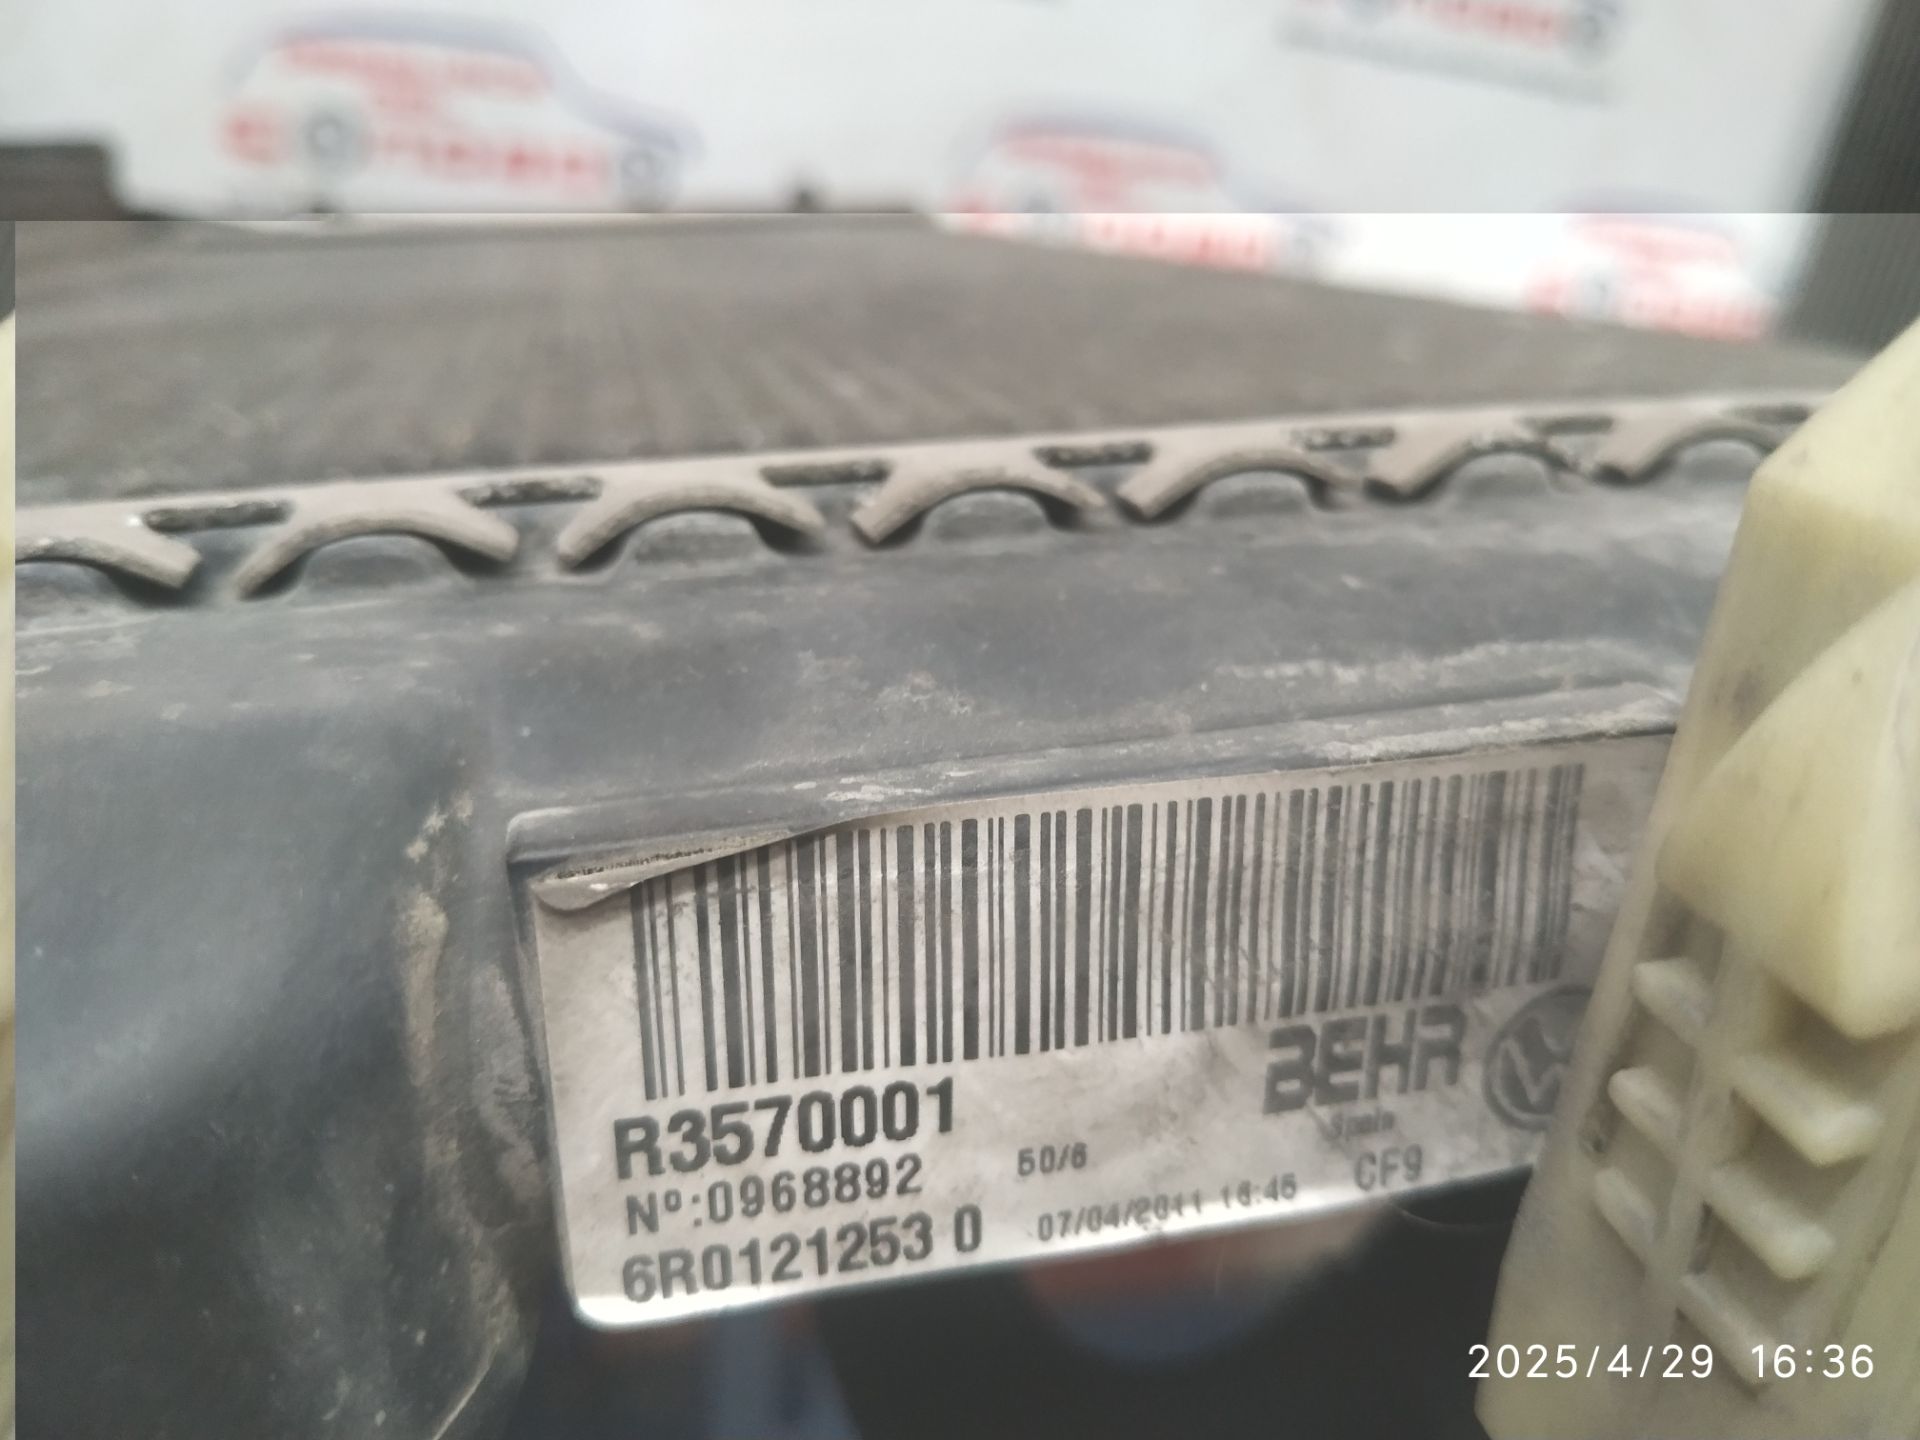 BEHR
Spain
R3570001
Nº:0968892
50/6
CF9
6R0121253 0
07/04/2011 16:45
2025/4/29 16:36